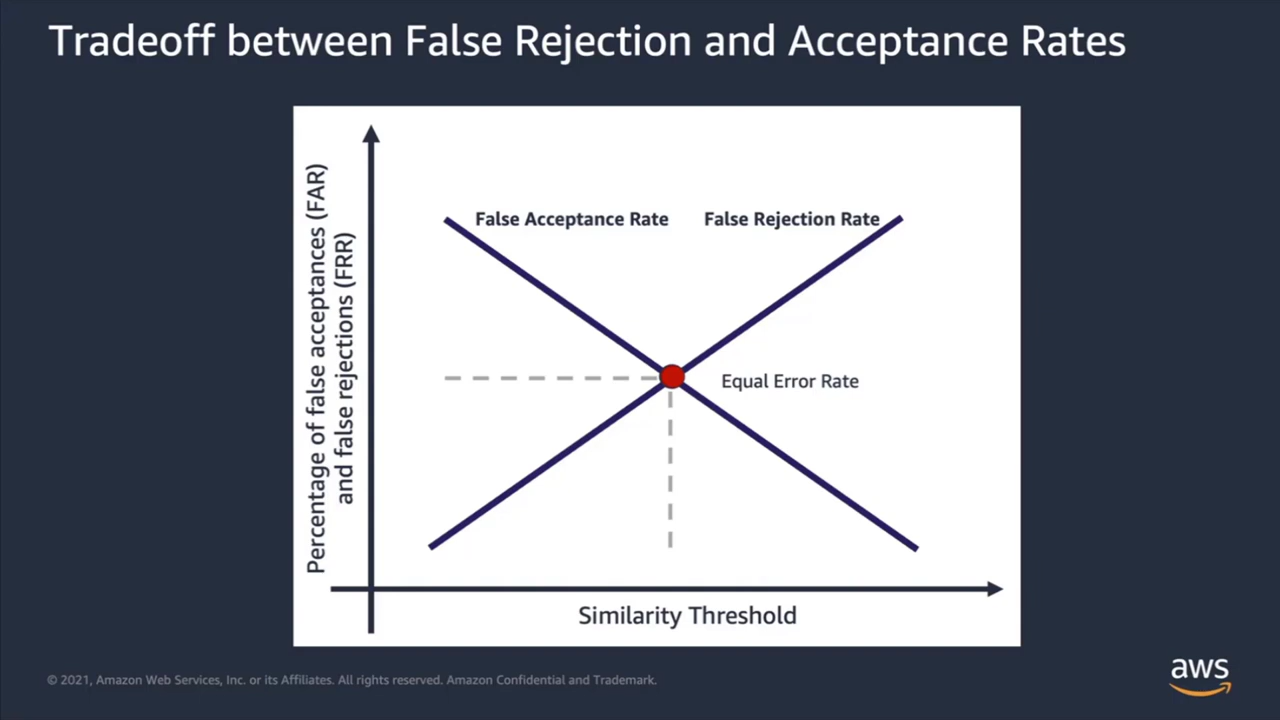 Tradeoff between False Rejection and Acceptance Rates
Percentage of false acceptances (FAR)
and false rejections (FRR)
False Acceptance Rate
False Rejection Rate
Equal Error Rate
Similarity Threshold
© 2021, Amazon Web Services, Inc. or its Affiliates. All rights reserved. Amazon Confidential and Trademark.
aws